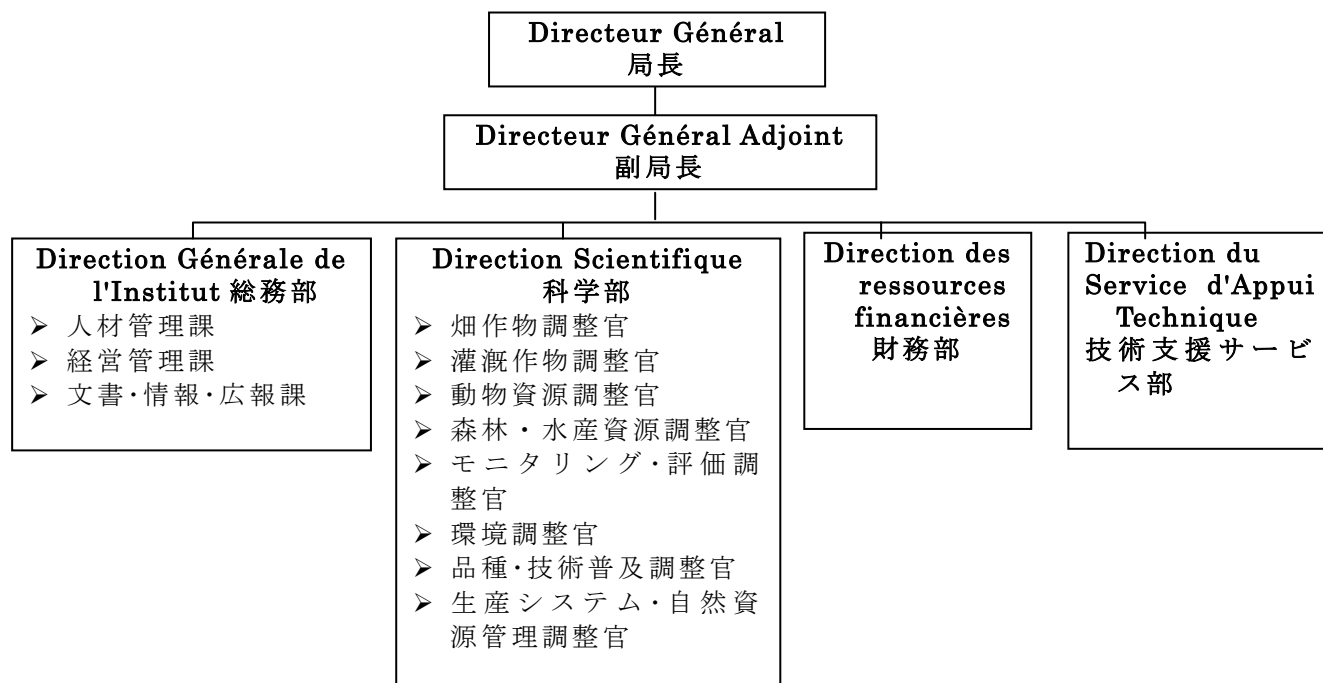 Directeur Général
局長
Directeur Général Adjoint
副局長
Direction Générale de
l'Institut 総務部
➢ 人材管理課
➢ 経営管理課
➢ 文書・情報・広報課
Direction Scientifique
科学部
➢ 畑作物調整官
➢ 灌漑作物調整官
➢ 動物資源調整官
➢ 森林・水産資源調整官
➢ モニタリング・評価調
整官
➢ 環境調整官
➢ 品種・技術普及調整官
➢ 生産システム・自然資
源管理調整官
Direction des
ressources
financières
財務部
Direction du
Service d'Appui
Technique
技術支援サービ
ス部